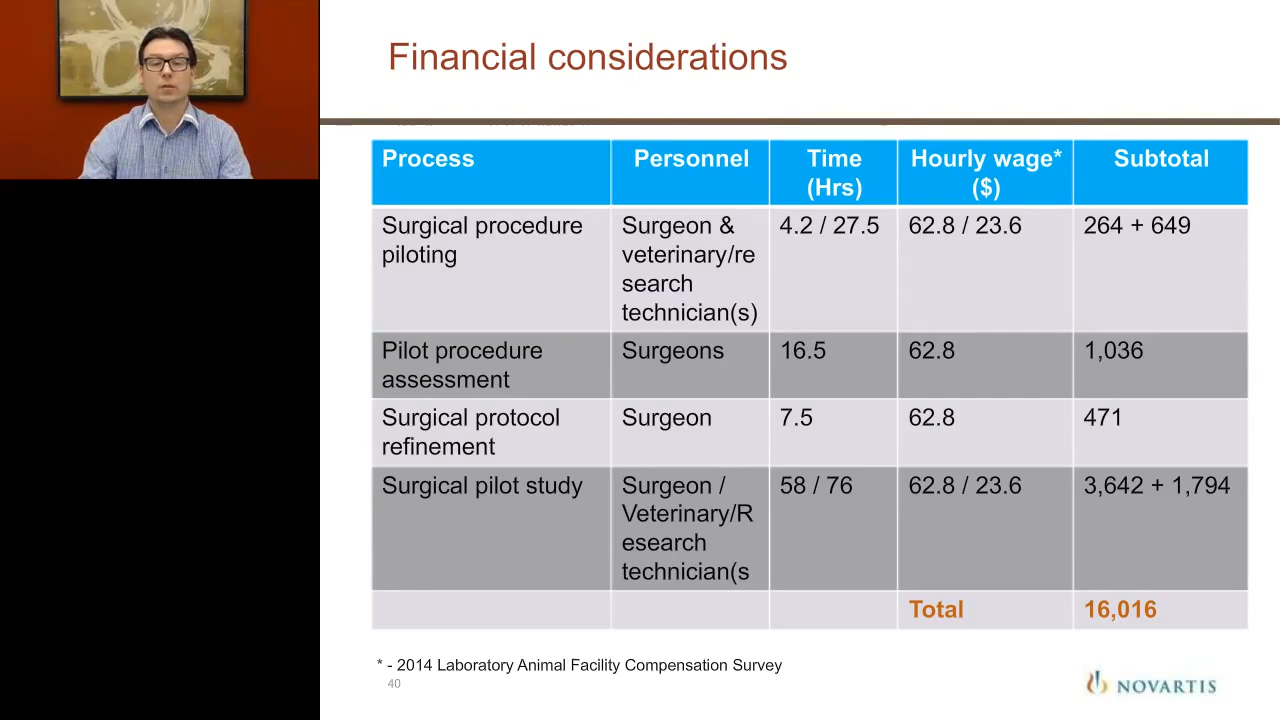 Financial considerations
Process Personnel Time Hourly wage* Subtotal
(Hrs) ($)
Surgical procedure Surgeon & 4.2 / 27.5 62.8 / 23.6 264 + 649
piloting veterinary/re
search
technician(s)
Pilot procedure Surgeons 16.5 62.8 1,036
assessment
Surgical protocol Surgeon 7.5 62.8 471
refinement
Surgical pilot study Surgeon / 58 / 76 62.8 / 23.6 3,642 + 1,794
Veterinary/R
esearch
technician(s
Total 16,016
* - 2014 Laboratory Animal Facility Compensation Survey
40
NOVARTIS